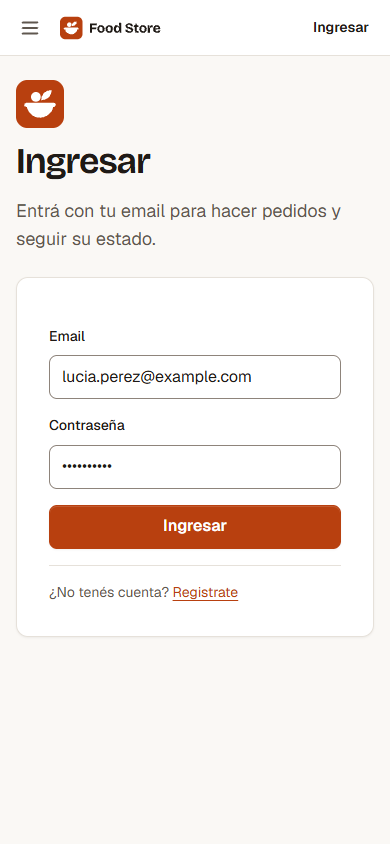 Food Store
Ingresar
Ingresar
Entrá con tu email para hacer pedidos y
seguir su estado.
Email
lucia.perez@example.com
Contraseña
••••••••••
Ingresar
¿No tenés cuenta? Registrate